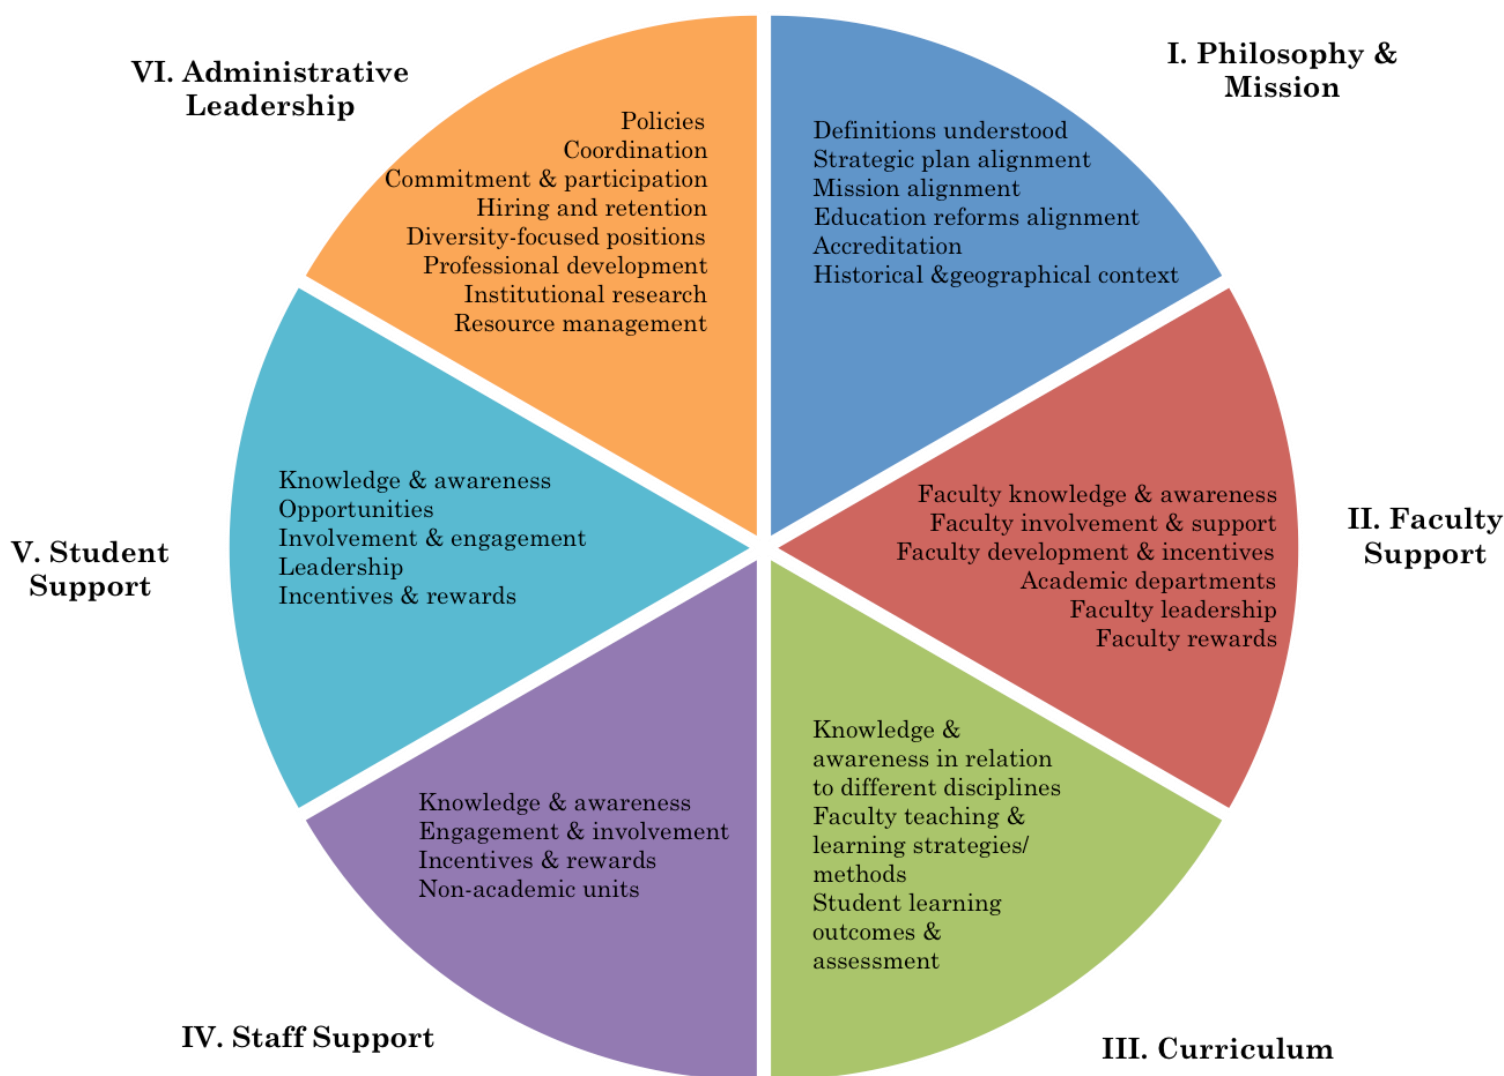 I. Philosophy &
Mission
Definitions understood
Strategic plan alignment
Mission alignment
Education reforms alignment
Accreditation
Historical &geographical context
II. Faculty
Support
Faculty knowledge & awareness
Faculty involvement & support
Faculty development & incentives
Academic departments
Faculty leadership
Faculty rewards
III. Curriculum
Knowledge &
awareness in relation
to different disciplines
Faculty teaching &
learning strategies/
methods
Student learning
outcomes &
assessment
IV. Staff Support
Knowledge & awareness
Engagement & involvement
Incentives & rewards
Non-academic units
V. Student
Support
Knowledge & awareness
Opportunities
Involvement & engagement
Leadership
Incentives & rewards
VI. Administrative
Leadership
Policies
Coordination
Commitment & participation
Hiring and retention
Diversity-focused positions
Professional development
Institutional research
Resource management